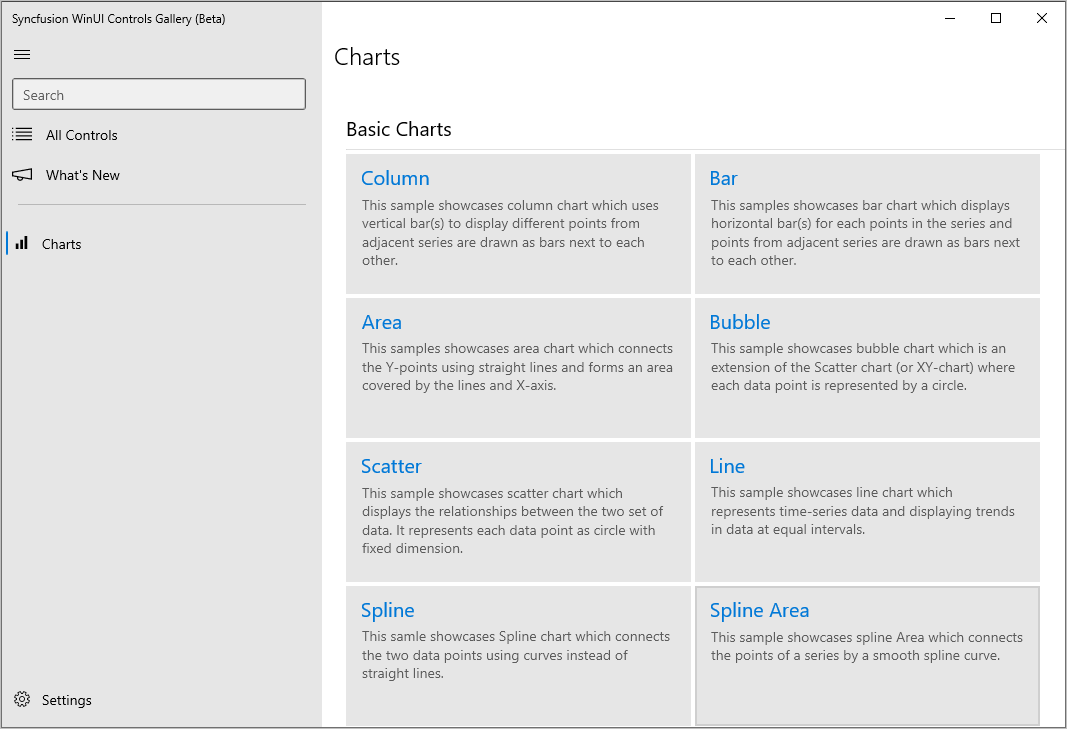 Syncfusion WinUI Controls Gallery (Beta)
Search
All Controls
What's New
Charts
Settings
Charts
Basic Charts
Column
This sample showcases column chart which uses
vertical bar(s) to display different points from
adjacent series are drawn as bars next to each
other.
Bar
This samples showcases bar chart which displays
horizontal bar(s) for each points in the series and
points from adjacent series are drawn as bars next
to each other.
Area
This samples showcases area chart which connects
the Y-points using straight lines and forms an area
covered by the lines and X-axis.
Bubble
This sample showcases bubble chart which is an
extension of the Scatter chart (or XY-chart) where
each data point is represented by a circle.
Scatter
This sample showcases scatter chart which
displays the relationships between the two set of
data. It represents each data point as circle with
fixed dimension.
Line
This sample showcases line chart which
represents time-series data and displaying trends
in data at equal intervals.
Spline
This samle showcases Spline chart which connects
the two data points using curves instead of
straight lines.
Spline Area
This sample showcases spline Area which connects
the points of a series by a smooth spline curve.